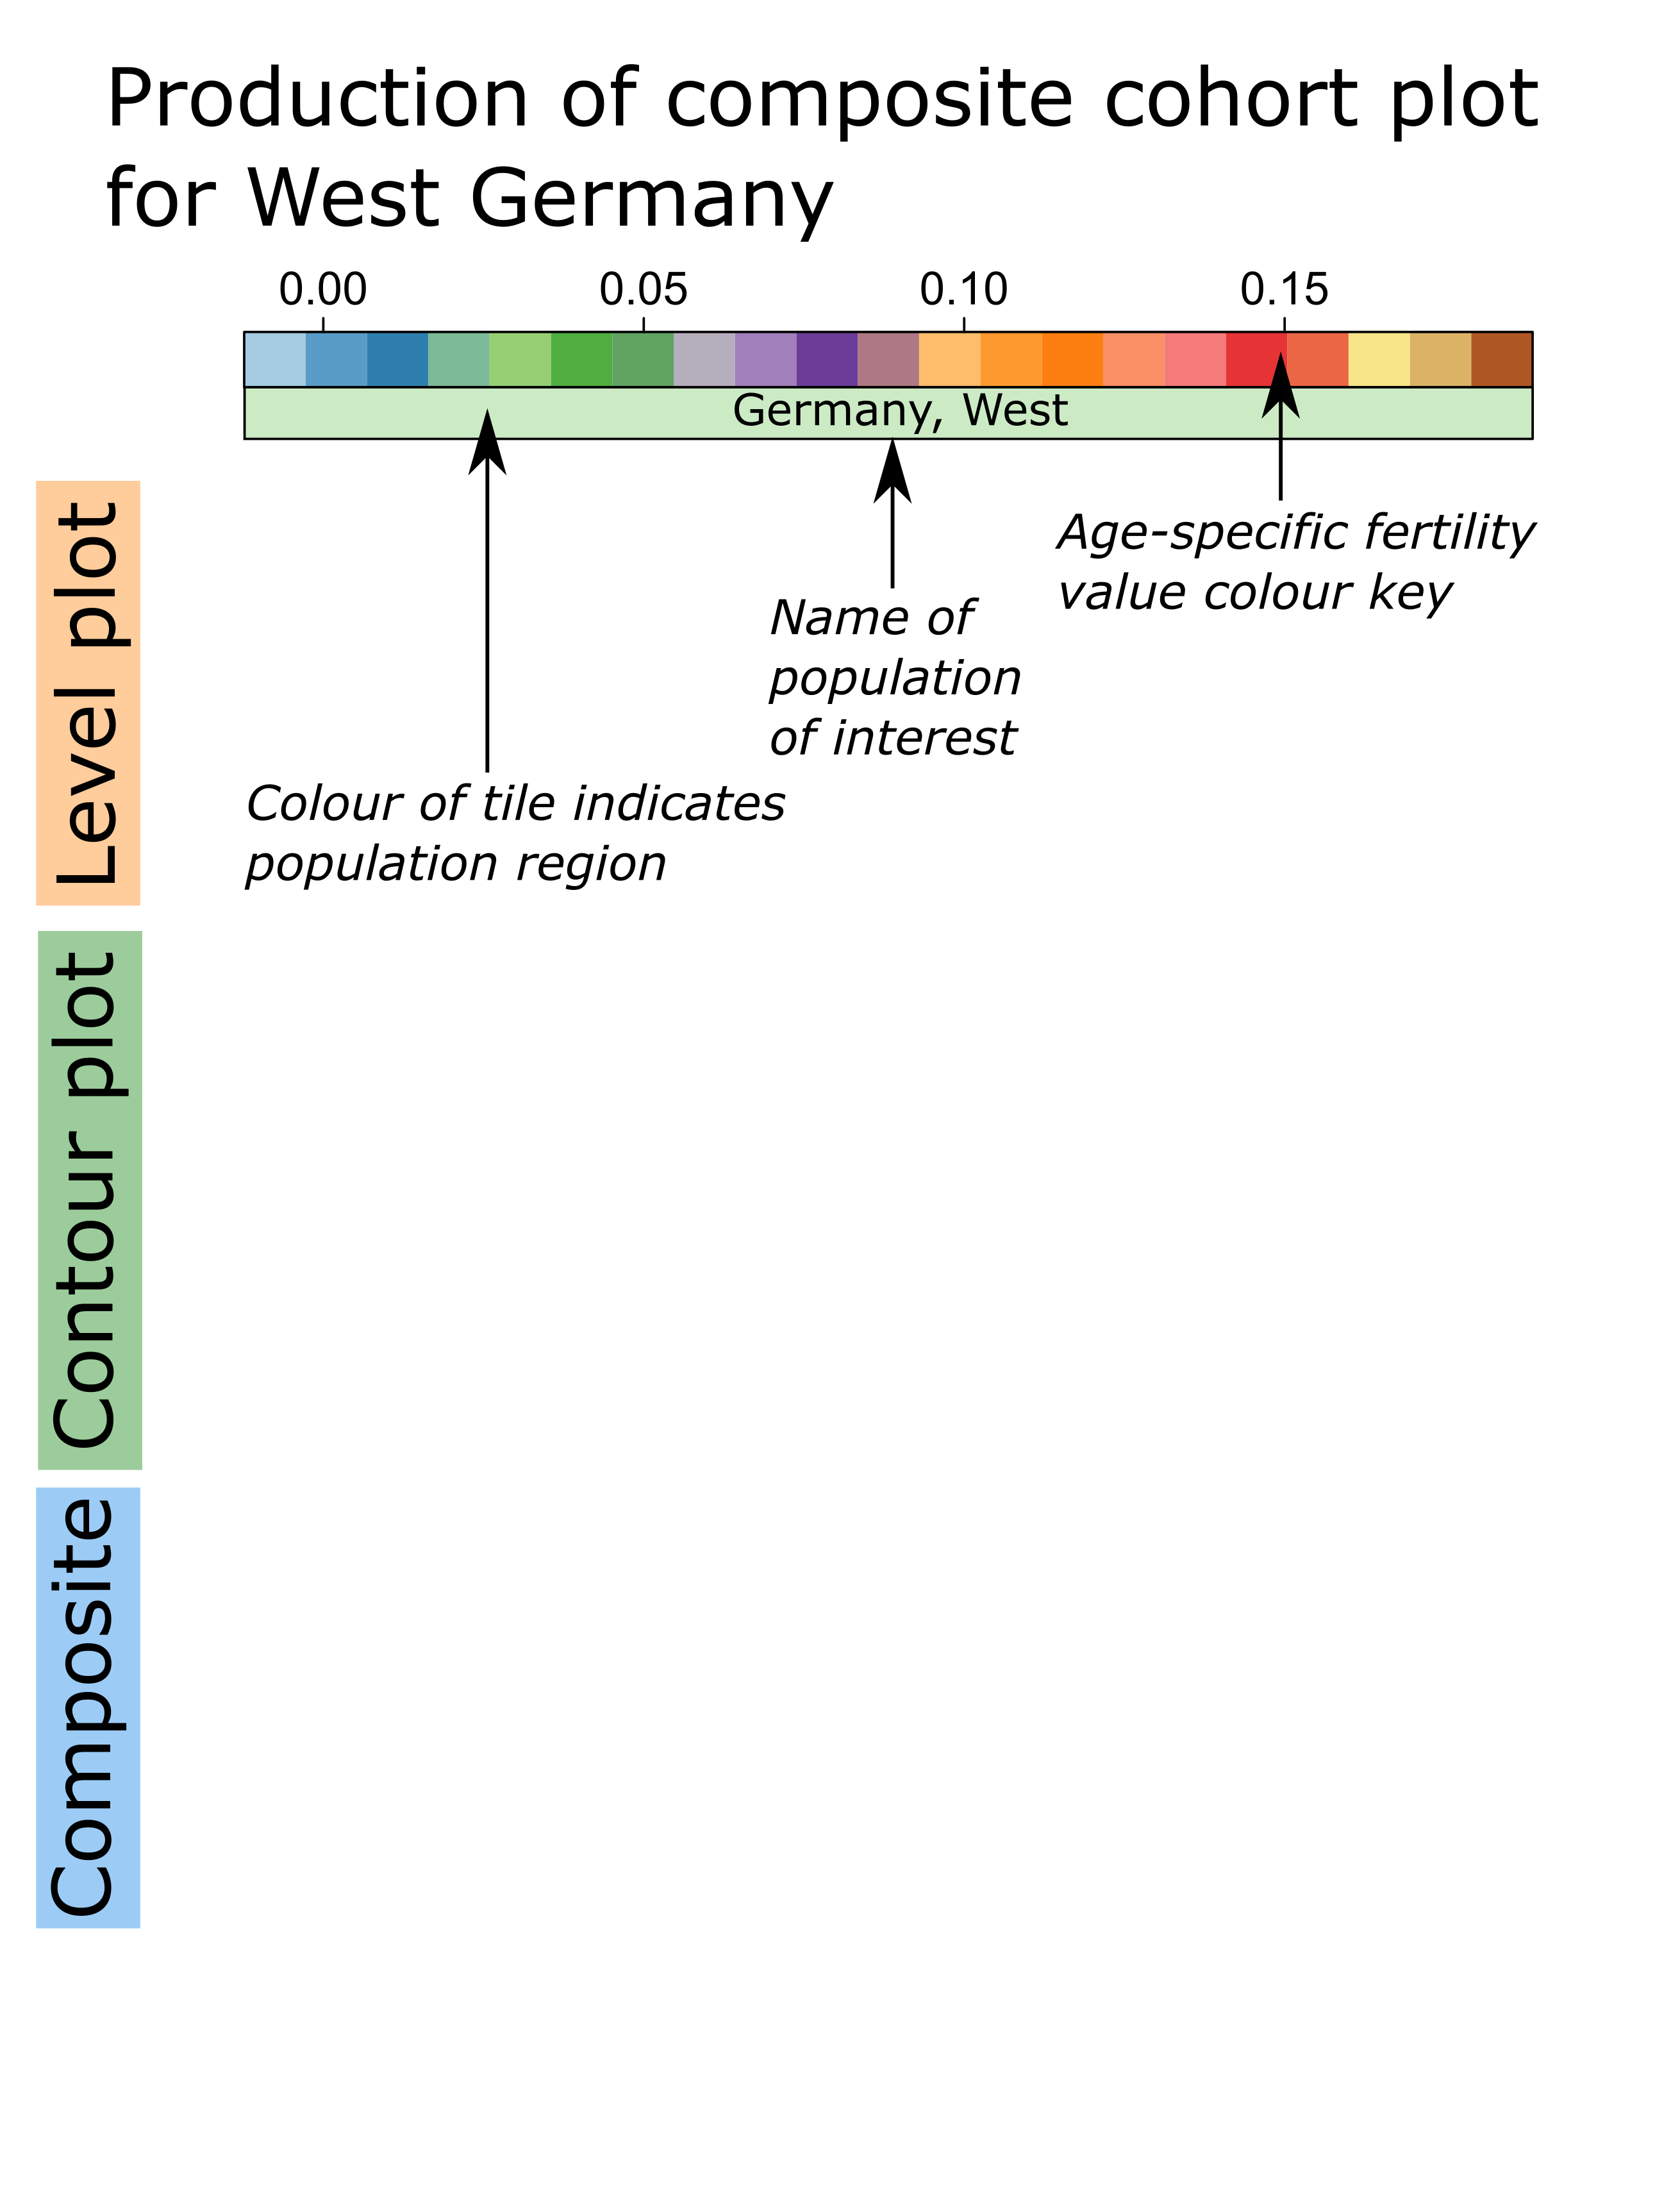 Production of composite cohort plot
for West Germany
0.00 0.05 0.10 0.15
Germany, West
Age-specific fertility
value colour key
Name of
population
of interest
Colour of tile indicates
population region
Level plot
Contour plot
Composite